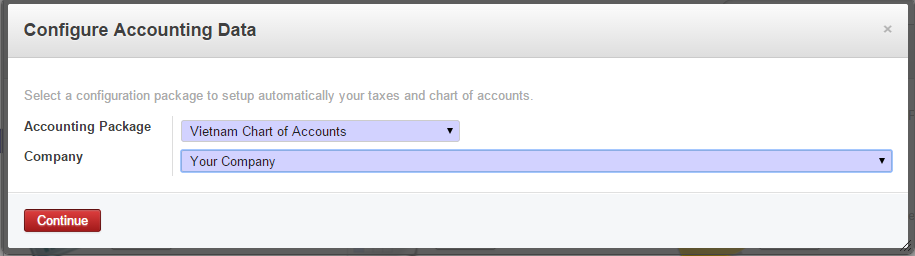 Configure Accounting Data
×
Select a configuration package to setup automatically your taxes and chart of accounts.
Accounting Package Vietnam Chart of Accounts
Company Your Company
Continue